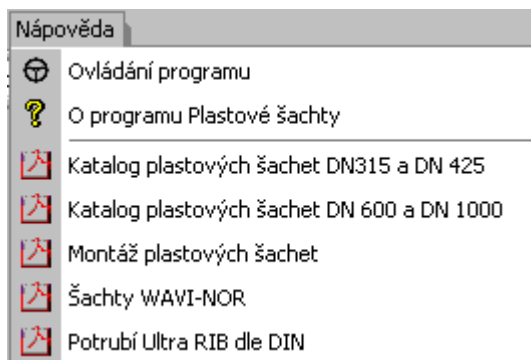 Nápověda
Ovládání programu
O programu Plastové šachty
Katalog plastových šachet DN315 a DN 425
Katalog plastových šachet DN 600 a DN 1000
Montáž plastových šachet
Šachty WAVI-NOR
Potrubí Ultra RIB dle DIN